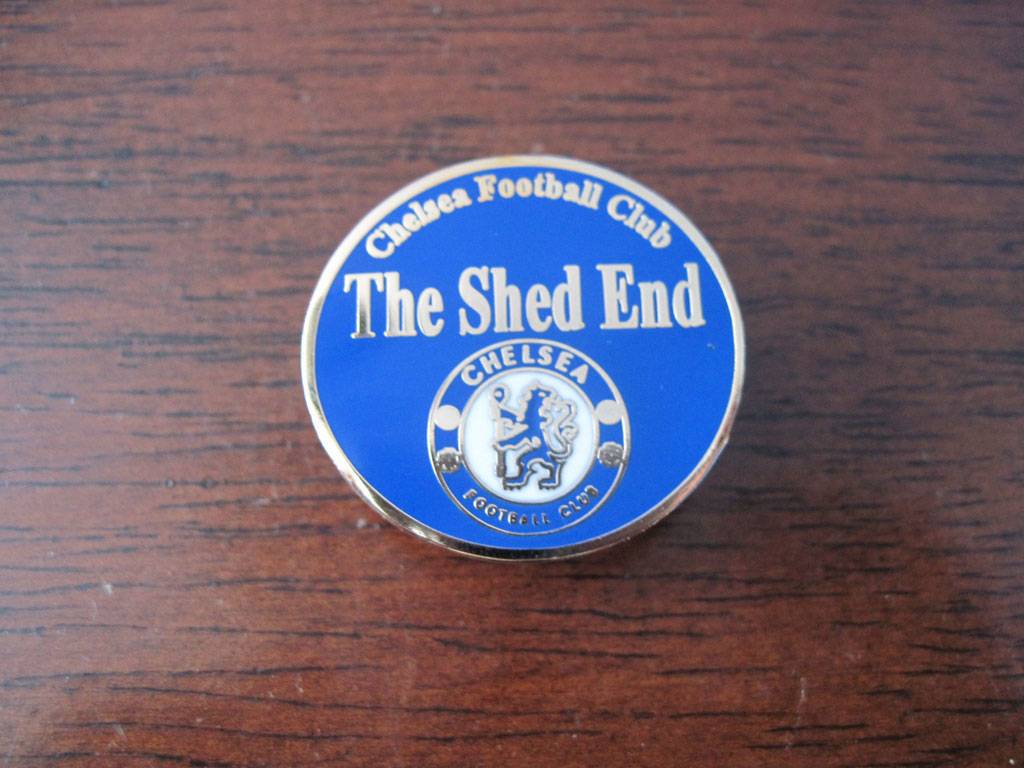 Chelsea Football Club
The Shed End
CHELSEA
FOOTBALL CLUB